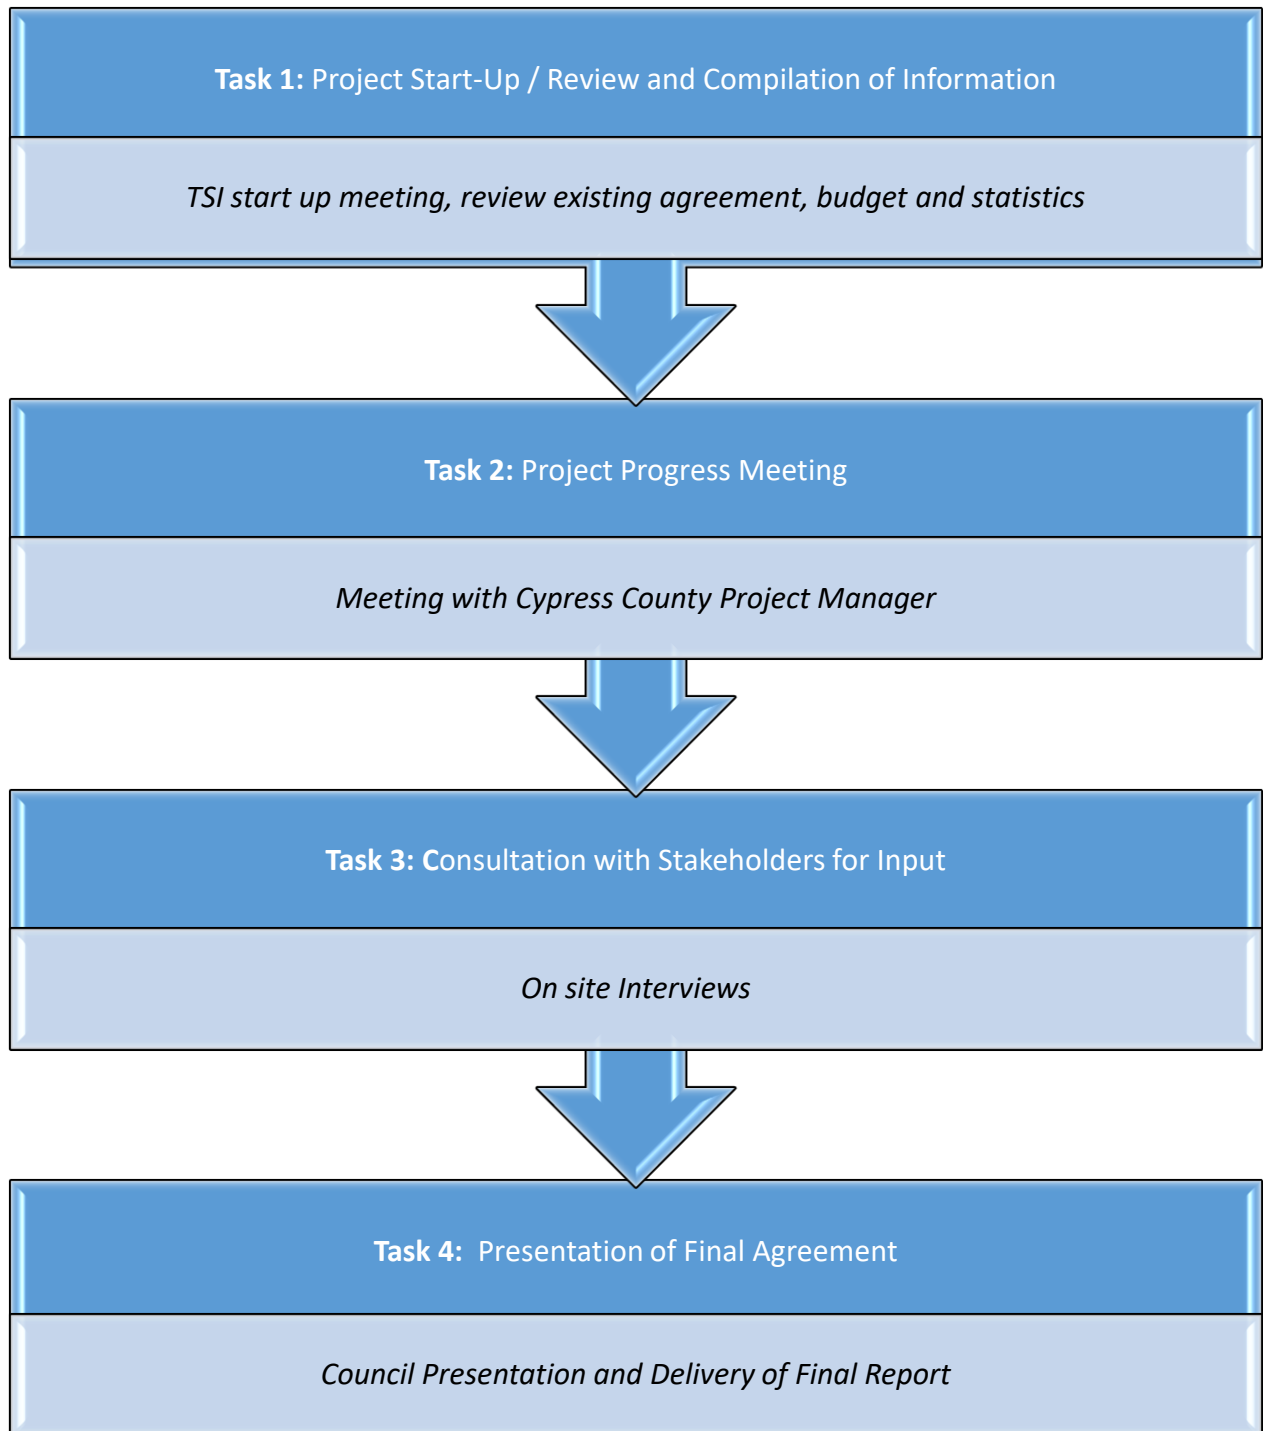 Task 1: Project Start-Up / Review and Compilation of Information
TSI start up meeting, review existing agreement, budget and statistics
Task 2: Project Progress Meeting
Meeting with Cypress County Project Manager
Task 3: Consultation with Stakeholders for Input
On site Interviews
Task 4:  Presentation of Final Agreement
Council Presentation and Delivery of Final Report